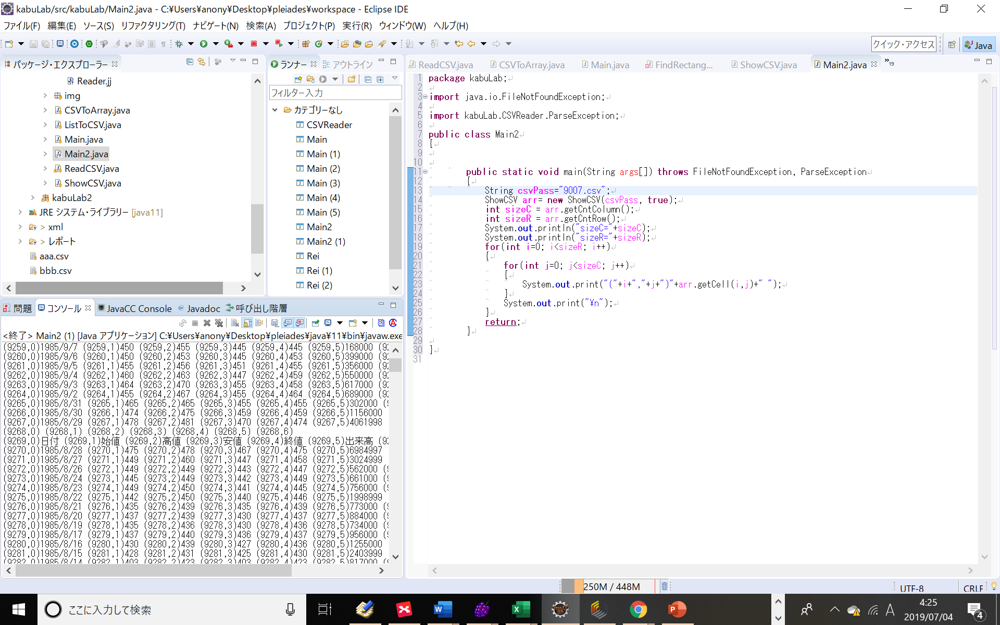 kabuLab/src/kabuLab/Main2.java - C:¥Users¥anony¥Desktop¥pleiades¥workspace - Eclipse IDE
ファイル(F) 編集(E) ソース(S) リファクタリング(T) ナビゲート(N) 検索(A) プロジェクト(P) 実行(R) ウィンドウ(W) ヘルプ(H)
クイック・アクセス
Java
パッケージ・エクスプローラー
Reader.jj
img
CSVToArray.java
ListToCSV.java
Main.java
Main2.java
ReadCSV.java
ShowCSV.java
kabuLab2
JRE システム・ライブラリー [java11]
> xml
> レポート
aaa.csv
bbb.csv
ランナー
アウトライン
フィルター入力
カテゴリーなし
CSVReader
Main
Main (1)
Main (2)
Main (3)
Main (4)
Main (5)
Main2
Main2 (1)
Rei
Rei (1)
Rei (2)
ReadCSV.java CSVToArray.java Main.java FindRectang... ShowCSV.java Main2.java »19
1 package kabuLab;
2
3 import java.io.FileNotFoundException;
4
5 import kabuLab.CSVReader.ParseException;
6
7 public class Main2
8 {
9
10
11 public static void main(String args[]) throws FileNotFoundException, ParseException
12 {
13 String csvPass="9007.csv";
14 ShowCSV arr= new ShowCSV(csvPass, true);
15 int sizeC = arr.getCntColumn();
16 int sizeR = arr.getCntRow();
17 System.out.println("sizeC="+sizeC);
18 System.out.println("sizeR="+sizeR);
19 for(int i=0; i<sizeR; i++)
20 {
21 for(int j=0; j<sizeC; j++)
22 {
23 System.out.print("("+i+","+j+")"+arr.getCell(i,j)+" ");
24 }
25 System.out.print("¥n");
26 }
27 return;
28 }
29
30 }
31
問題 コンソール JavaCC Console Javadoc 呼び出し階層
<終了> Main2 (1) [Java アプリケーション] C:¥Users¥anony¥Desktop¥pleiades¥java¥11¥bin¥javaw.exe
(9259,0)1985/9/7 (9259,1)450 (9259,2)455 (9259,3)445 (9259,4)445 (9259,5)168000
(9260,0)1985/9/6 (9260,1)450 (9260,2)453 (9260,3)445 (9260,4)453 (9260,5)399000
(9261,0)1985/9/5 (9261,1)455 (9261,2)456 (9261,3)451 (9261,4)455 (9261,5)356000
(9262,0)1985/9/4 (9262,1)460 (9262,2)463 (9262,3)447 (9262,4)459 (9262,5)550000
(9263,0)1985/9/3 (9263,1)464 (9263,2)470 (9263,3)455 (9263,4)458 (9263,5)617000
(9264,0)1985/9/2 (9264,1)455 (9264,2)467 (9264,3)455 (9264,4)464 (9264,5)689000
(9265,0)1985/8/31 (9265,1)465 (9265,2)465 (9265,3)455 (9265,4)455 (9265,5)302000
(9266,0)1985/8/30 (9266,1)474 (9266,2)475 (9266,3)459 (9266,4)459 (9266,5)1156000
(9267,0)1985/8/29 (9267,1)478 (9267,2)481 (9267,3)470 (9267,4)474 (9267,5)4061998
(9268,0) (9268,1) (9268,2) (9268,3) (9268,4) (9268,5) (9268,6)
(9269,0)日付 (9269,1)始値 (9269,2)高値 (9269,3)安値 (9269,4)終値 (9269,5)出来高
(9270,0)1985/8/28 (9270,1)475 (9270,2)478 (9270,3)467 (9270,4)475 (9270,5)6984997
(9271,0)1985/8/27 (9271,1)449 (9271,2)460 (9271,3)447 (9271,4)458 (9271,5)3024999
(9272,0)1985/8/26 (9272,1)449 (9272,2)449 (9272,3)443 (9272,4)447 (9272,5)562000
(9273,0)1985/8/24 (9273,1)445 (9273,2)449 (9273,3)442 (9273,4)449 (9273,5)661000
(9274,0)1985/8/23 (9274,1)449 (9274,2)450 (9274,3)441 (9274,4)445 (9274,5)756000
(9275,0)1985/8/22 (9275,1)442 (9275,2)450 (9275,3)440 (9275,4)446 (9275,5)1998999
(9276,0)1985/8/21 (9276,1)435 (9276,2)439 (9276,3)435 (9276,4)439 (9276,5)773000
(9277,0)1985/8/20 (9277,1)437 (9277,2)439 (9277,3)430 (9277,4)437 (9277,5)884000
(9278,0)1985/8/19 (9278,1)435 (9278,2)436 (9278,3)430 (9278,4)436 (9278,5)734000
(9279,0)1985/8/17 (9279,1)437 (9279,2)440 (9279,3)436 (9279,4)437 (9279,5)956000
(9280,0)1985/8/16 (9280,1)430 (9280,2)439 (9280,3)427 (9280,4)436 (9280,5)1255000
(9281,0)1985/8/15 (9281,1)428 (9281,2)431 (9281,3)425 (9281,4)430 (9281,5)2403999
(9282,0)1985/8/14 (9282,1)403 (9282,2)423 (9282,3)403 (9282,4)423 (9282,5)817000
250M / 448M
UTF-8
CRLF
ここに入力して検索
A
4:25
2019/07/04
4